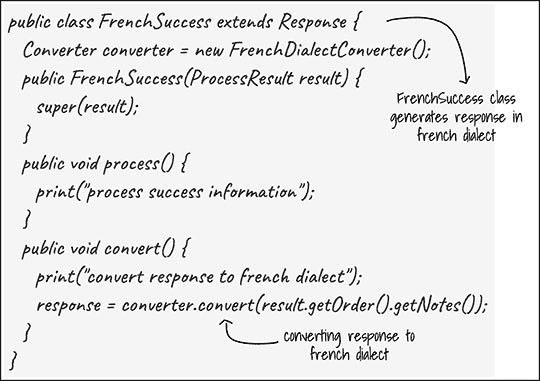 public class FrenchSuccess extends Response {
Converter converter = new FrenchDialectConverter();
public FrenchSuccess(ProcessResult result) {
super(result);
}
public void process() {
print("process success information");
}
public void convert() {
print("convert response to french dialect");
response = converter.convert(result.getOrder().getNotes());
}
}
FrenchSuccess class
generates response in
french dialect
converting response to
french dialect